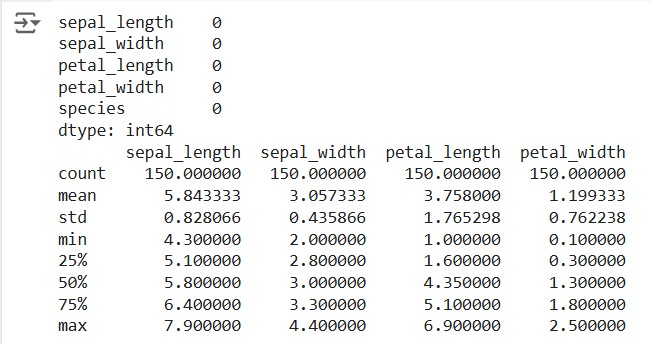 sepal_length    0
sepal_width     0
petal_length    0
petal_width     0
species         0
dtype: int64
       sepal_length  sepal_width  petal_length  petal_width
count    150.000000   150.000000    150.000000   150.000000
mean       5.843333     3.057333      3.758000     1.199333
std        0.828066     0.435866      1.765298     0.762238
min        4.300000     2.000000      1.000000     0.100000
25%        5.100000     2.800000      1.600000     0.300000
50%        5.800000     3.000000      4.350000     1.300000
75%        6.400000     3.300000      5.100000     1.800000
max        7.900000     4.400000      6.900000     2.500000